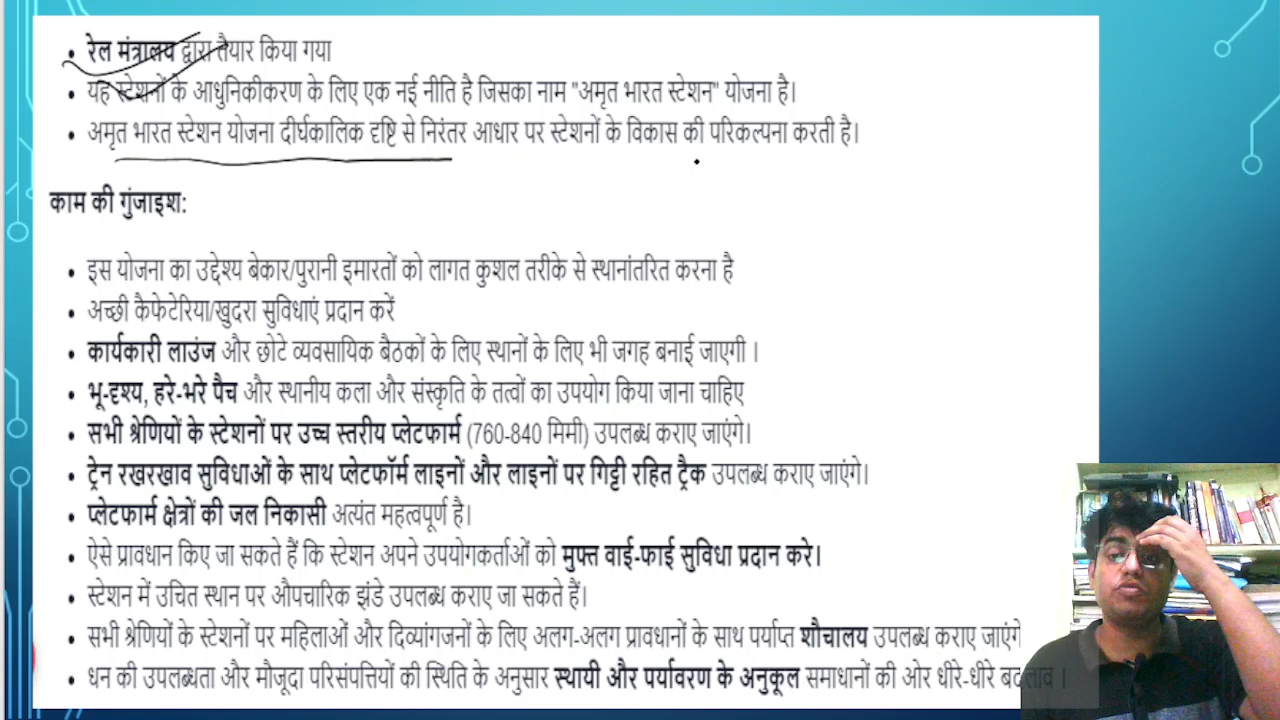 • रेल मंत्रालय द्वारा तैयार किया गया
• यह स्टेशनों के आधुनिकीकरण के लिए एक नई नीति है जिसका नाम "अमृत भारत स्टेशन" योजना है।
• अमृत भारत स्टेशन योजना दीर्घकालिक दृष्टि से निरंतर आधार पर स्टेशनों के विकास की परिकल्पना करती है।
काम की गुंजाइश:
• इस योजना का उद्देश्य बेकार/पुरानी इमारतों को लागत कुशल तरीके से स्थानांतरित करना है
• अच्छी कैफेटेरिया/खुदरा सुविधाएं प्रदान करें
• कार्यकारी लाउंज और छोटे व्यवसायिक बैठकों के लिए स्थानों के लिए भी जगह बनाई जाएगी ।
• भू-दृश्य, हरे-भरे पैच और स्थानीय कला और संस्कृति के तत्वों का उपयोग किया जाना चाहिए
• सभी श्रेणियों के स्टेशनों पर उच्च स्तरीय प्लेटफार्म (760-840 मिमी) उपलब्ध कराए जाएंगे।
• ट्रेन रखरखाव सुविधाओं के साथ प्लेटफॉर्म लाइनों और लाइनों पर गिट्टी रहित ट्रैक उपलब्ध कराए जाएंगे।
• प्लेटफार्म क्षेत्रों की जल निकासी अत्यंत महत्वपूर्ण है।
• ऐसे प्रावधान किए जा सकते हैं कि स्टेशन अपने उपयोगकर्ताओं को मुफ्त वाई-फाई सुविधा प्रदान करे।
• स्टेशन में उचित स्थान पर औपचारिक झंडे उपलब्ध कराए जा सकते हैं।
• सभी श्रेणियों के स्टेशनों पर महिलाओं और दिव्यांगजनों के लिए अलग-अलग प्रावधानों के साथ पर्याप्त शौचालय उपलब्ध कराए जाएंगे
• धन की उपलब्धता और मौजूदा परिसंपत्तियों की स्थिति के अनुसार स्थायी और पर्यावरण के अनुकूल समाधानों की ओर धीरे-धीरे बदलाव ।